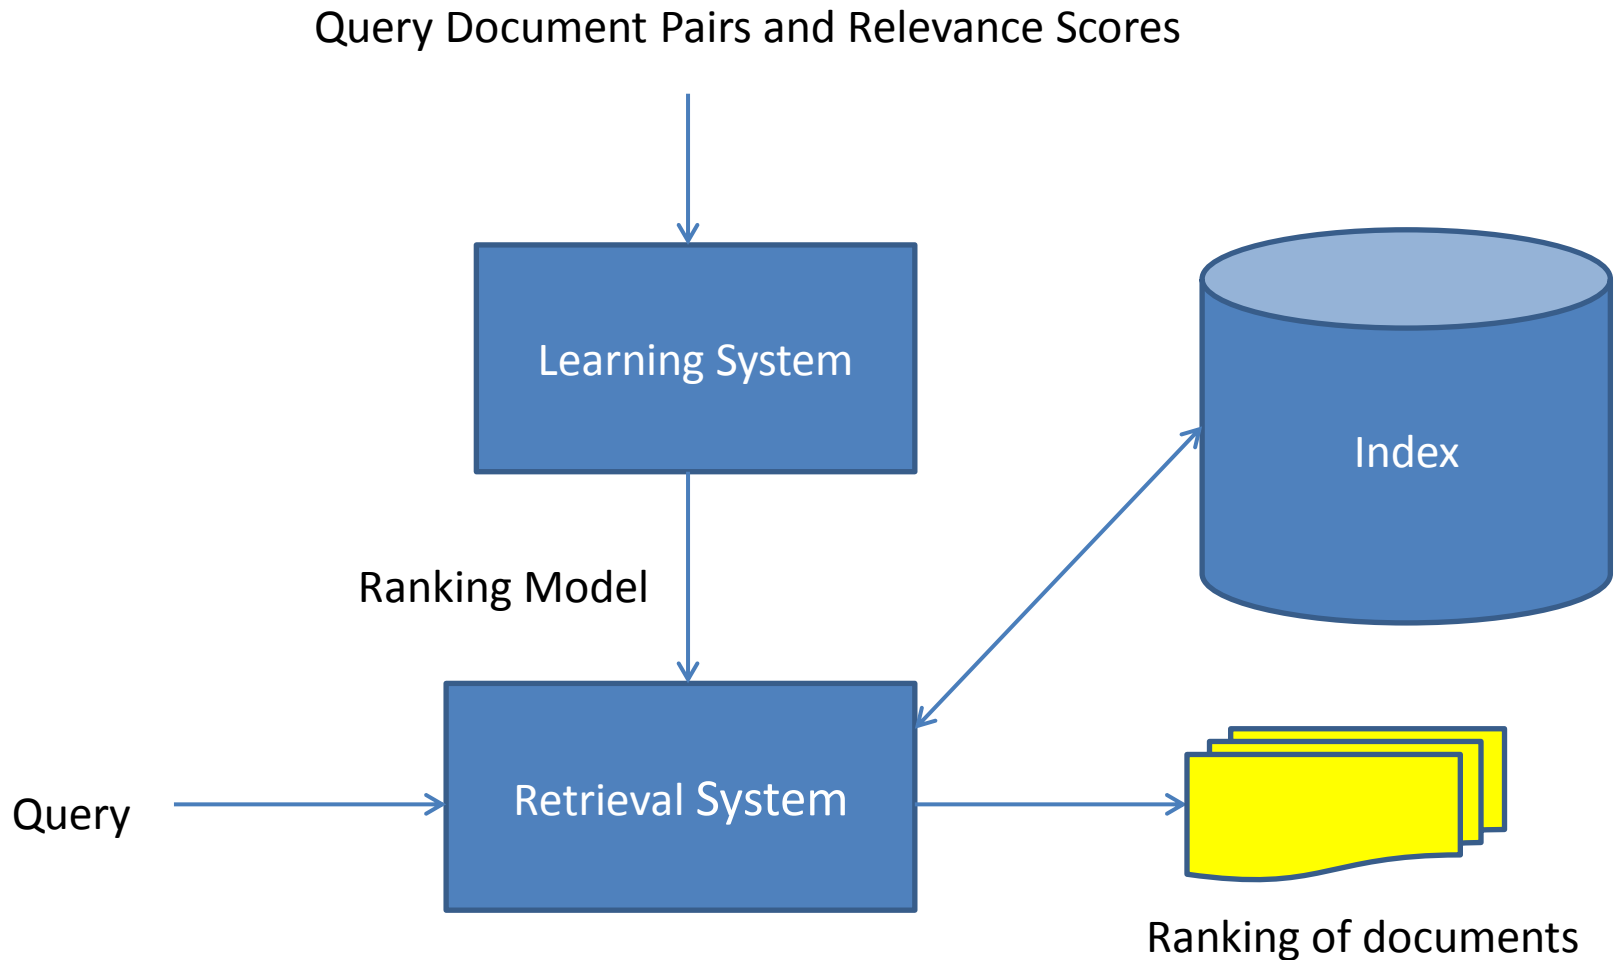 Query Document Pairs and Relevance Scores
Learning System
Index
Ranking Model
Retrieval System
Query
Ranking of documents